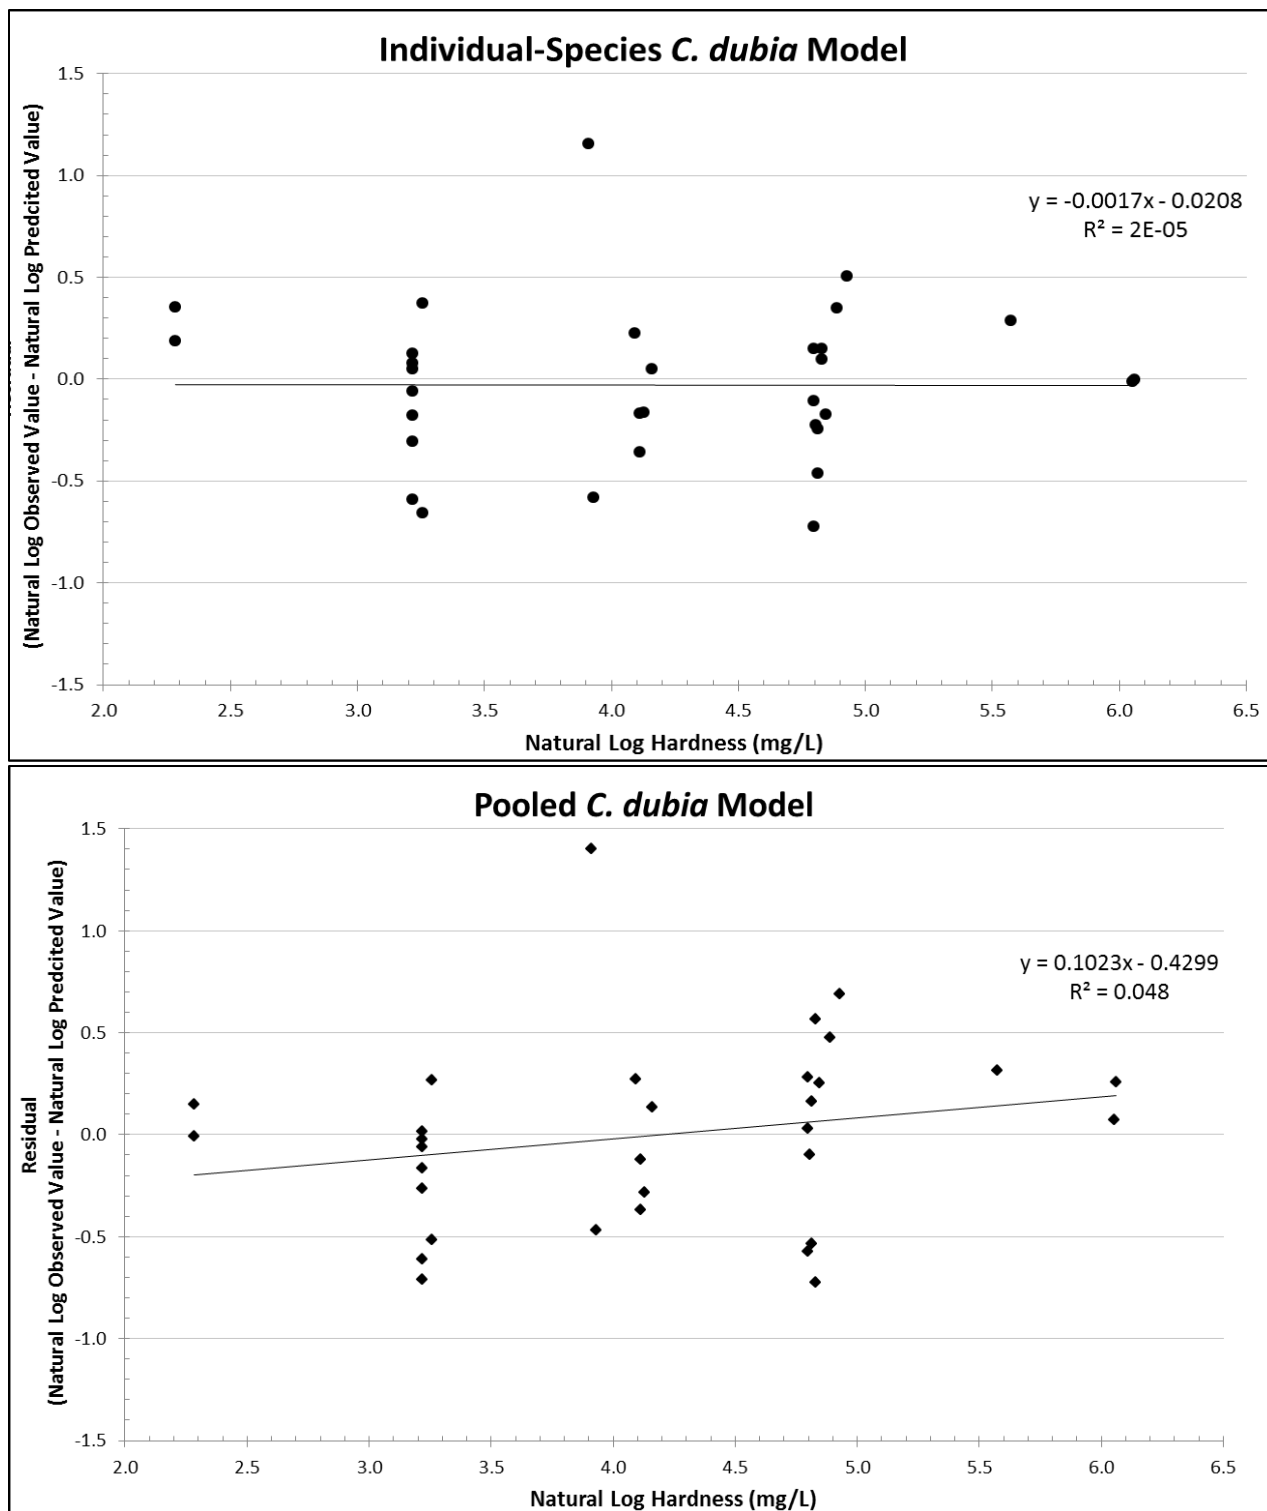 Individual-Species C. dubia Model
(Natural Log Observed Value - Natural Log Predcited Value)
1.5
1.0
0.5
0.0
-0.5
-1.0
-1.5
y = -0.0017x - 0.0208
R² = 2E-05
2.0 2.5 3.0 3.5 4.0 4.5 5.0 5.5 6.0 6.5
Natural Log Hardness (mg/L)
Pooled C. dubia Model
Residual
(Natural Log Observed Value - Natural Log Predcited Value)
1.5
1.0
0.5
0.0
-0.5
-1.0
-1.5
y = 0.1023x - 0.4299
R² = 0.048
2.0 2.5 3.0 3.5 4.0 4.5 5.0 5.5 6.0 6.5
Natural Log Hardness (mg/L)